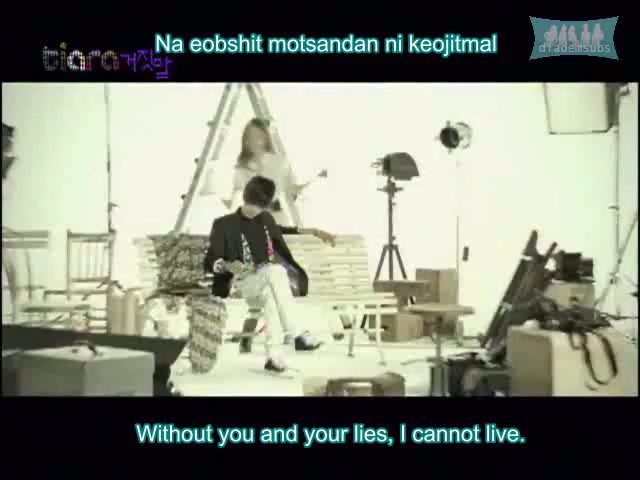 Na eobshit motsandan ni keojitmal
diademsubs
tiara거짓말
Without you and your lies, I cannot live.